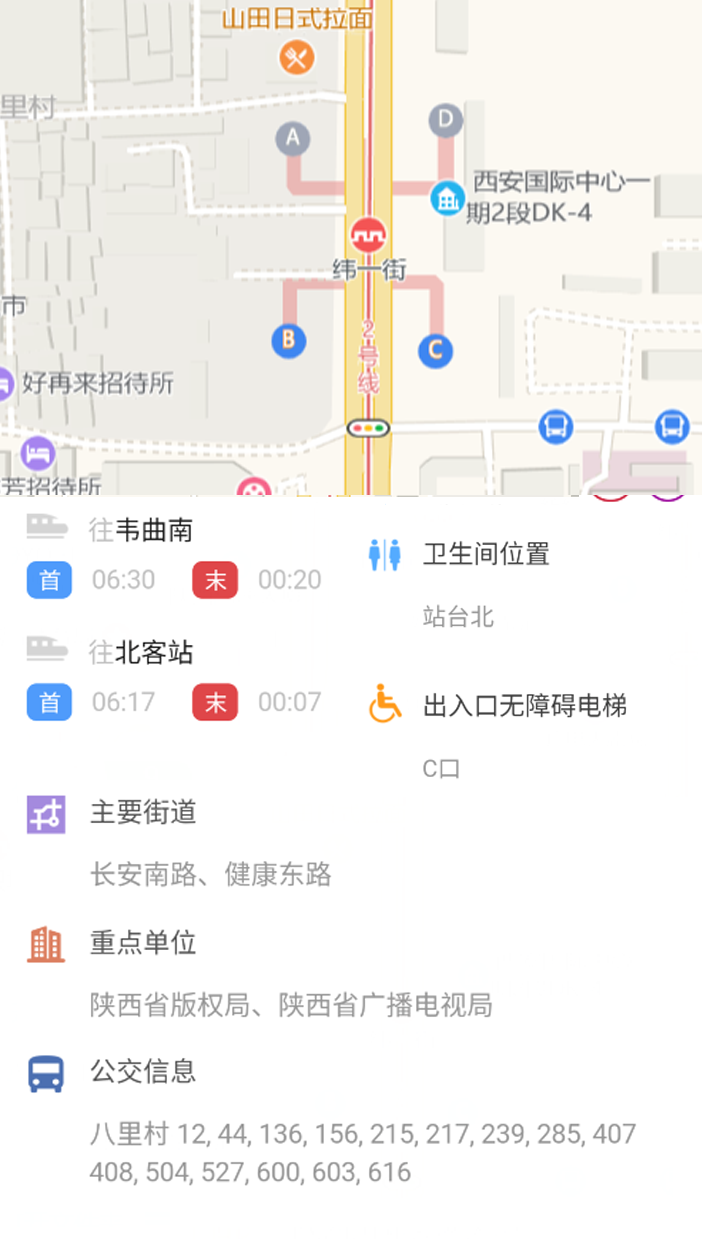 山田日式拉面
里村
A
D
西安国际中心一
期2段DK-4
纬一街
市
B
C
2号线
好再来招待所
芳招待所
往韦曲南
首 06:30 末 00:20
卫生间位置
站台北
往北客站
首 06:17 末 00:07
出入口无障碍电梯
C口
主要街道
长安南路、健康东路
重点单位
陕西省版权局、陕西省广播电视局
公交信息
八里村 12, 44, 136, 156, 215, 217, 239, 285, 407
408, 504, 527, 600, 603, 616